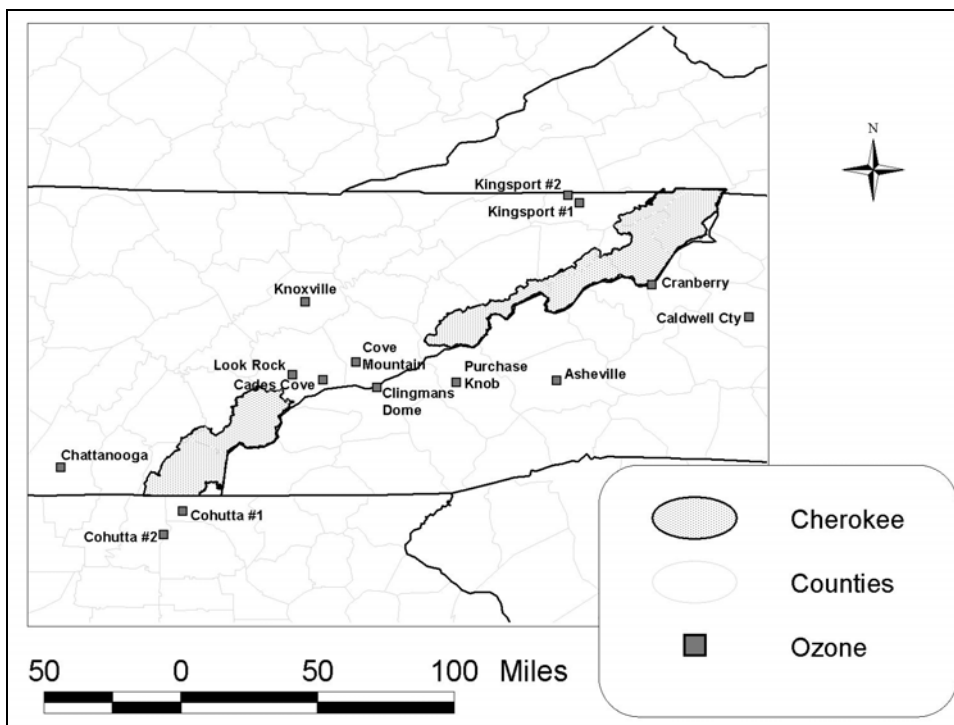 N
Kingsport #2
Kingsport #1
Cranberry
Knoxville
Caldwell Cty
Cove
Mountain
Look Rock
Cades Cove
Purchase
Knob
Asheville
Clingmans
Dome
Chattanooga
Cohutta #1
Cohutta #2
Cherokee
Counties
Ozone
50 0 50 100 Miles